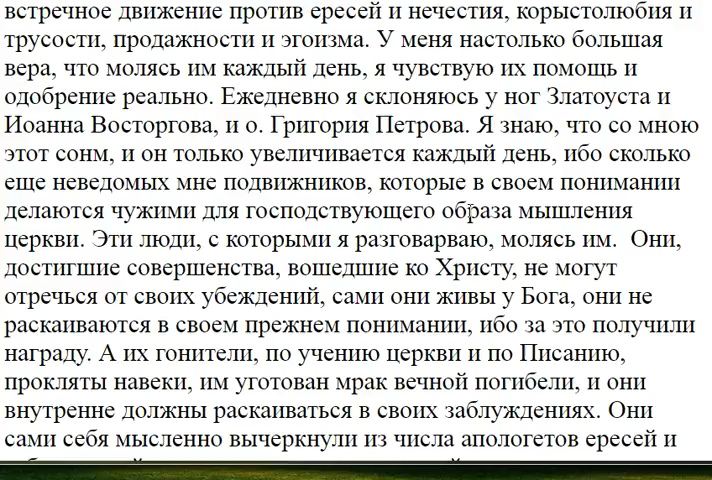 встречное движение против ересей и нечестия, корыстолюбия и
трусости, продажности и эгоизма. У меня настолько большая
вера, что молясь им каждый день, я чувствую их помощь и
одобрение реально. Ежедневно я склоняюсь у ног Златоуста и
Иоанна Восторгова, и о. Григория Петрова. Я знаю, что со мною
этот сонм, и он только увеличивается каждый день, ибо сколько
еще неведомых мне подвижников, которые в своем понимании
делаются чужими для господствующего образа мышления
церкви. Эти люди, с которыми я разговарваю, молясь им. Они,
достигшие совершенства, вошедшие ко Христу, не могут
отречься от своих убеждений, сами они живы у Бога, они не
раскаиваются в своем прежнем понимании, ибо за это получили
награду. А их гонители, по учению церкви и по Писанию,
прокляты навеки, им уготован мрак вечной погибели, и они
внутренне должны раскаиваться в своих заблуждениях. Они
сами себя мысленно вычеркнули из числа апологетов ересей и